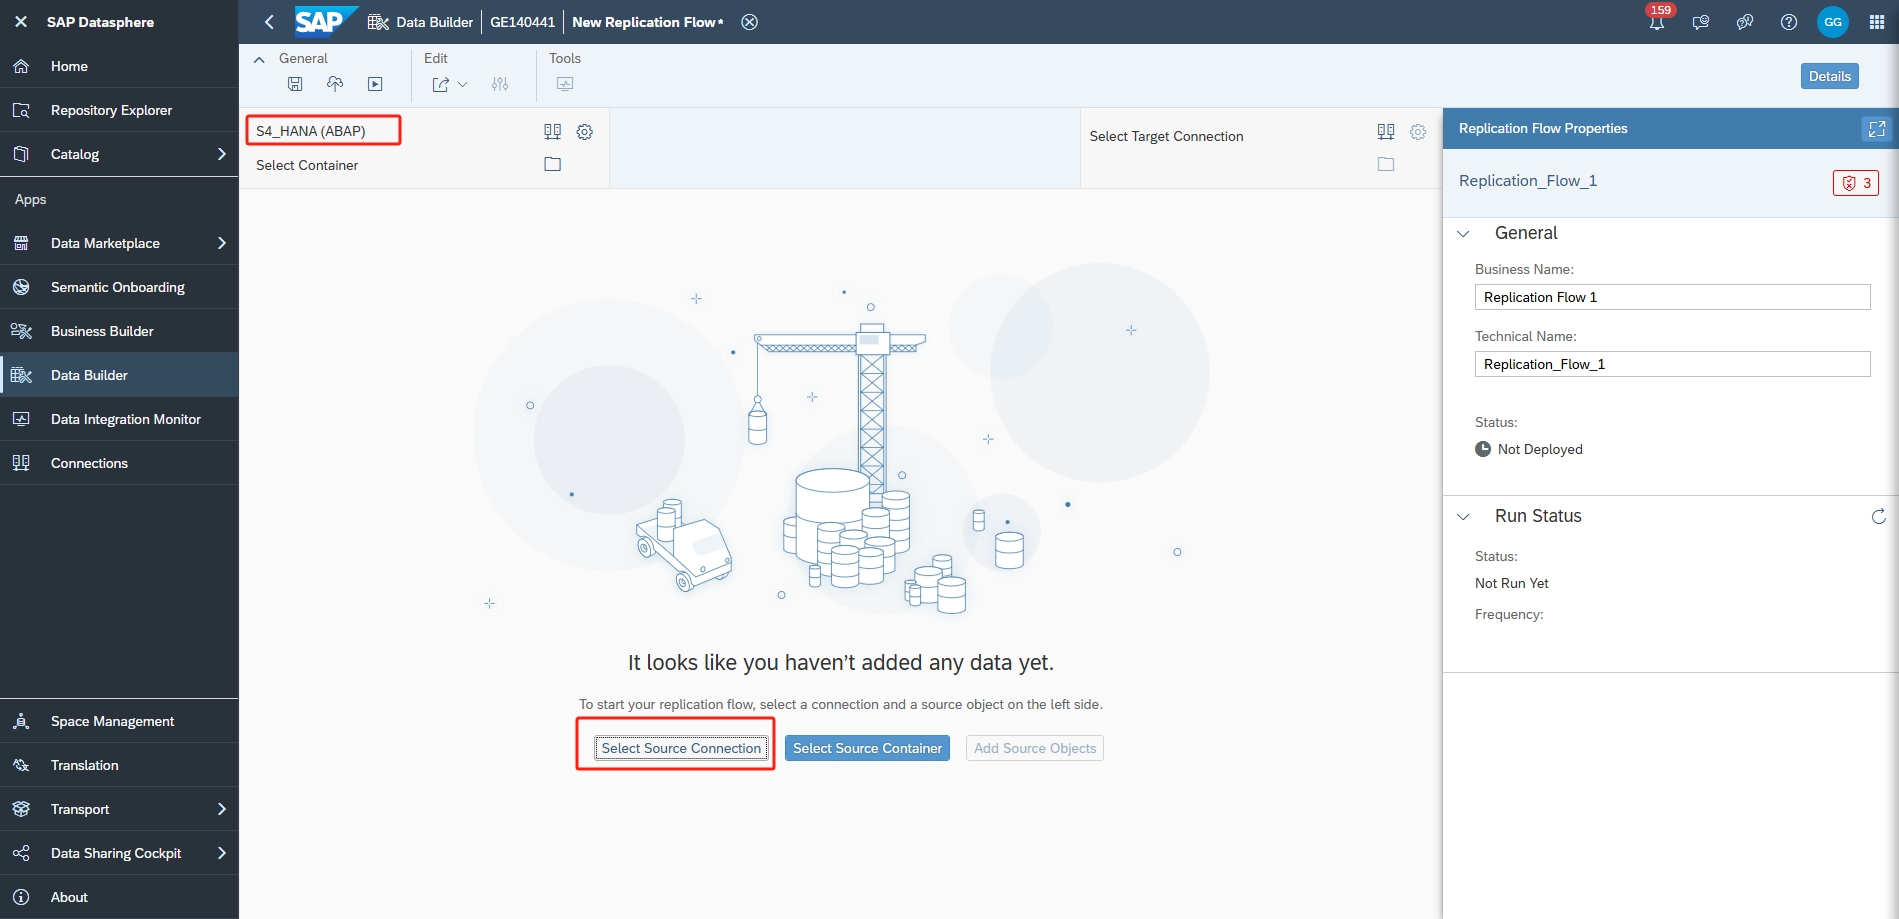 SAP Datasphere
SAP Data Builder GE140441 New Replication Flow* 159 GG
Home
Repository Explorer
Catalog
Apps
Data Marketplace
Semantic Onboarding
Business Builder
Data Builder
Data Integration Monitor
Connections
Space Management
Translation
Transport
Data Sharing Cockpit
About
General Edit Tools
Details
S4_HANA (ABAP)
Select Container
Select Target Connection
It looks like you haven't added any data yet.
To start your replication flow, select a connection and a source object on the left side.
Select Source Connection Select Source Container Add Source Objects
Replication Flow Properties
Replication_Flow_1 3
General
Business Name:
Replication Flow 1
Technical Name:
Replication_Flow_1
Status:
Not Deployed
Run Status
Status:
Not Run Yet
Frequency: